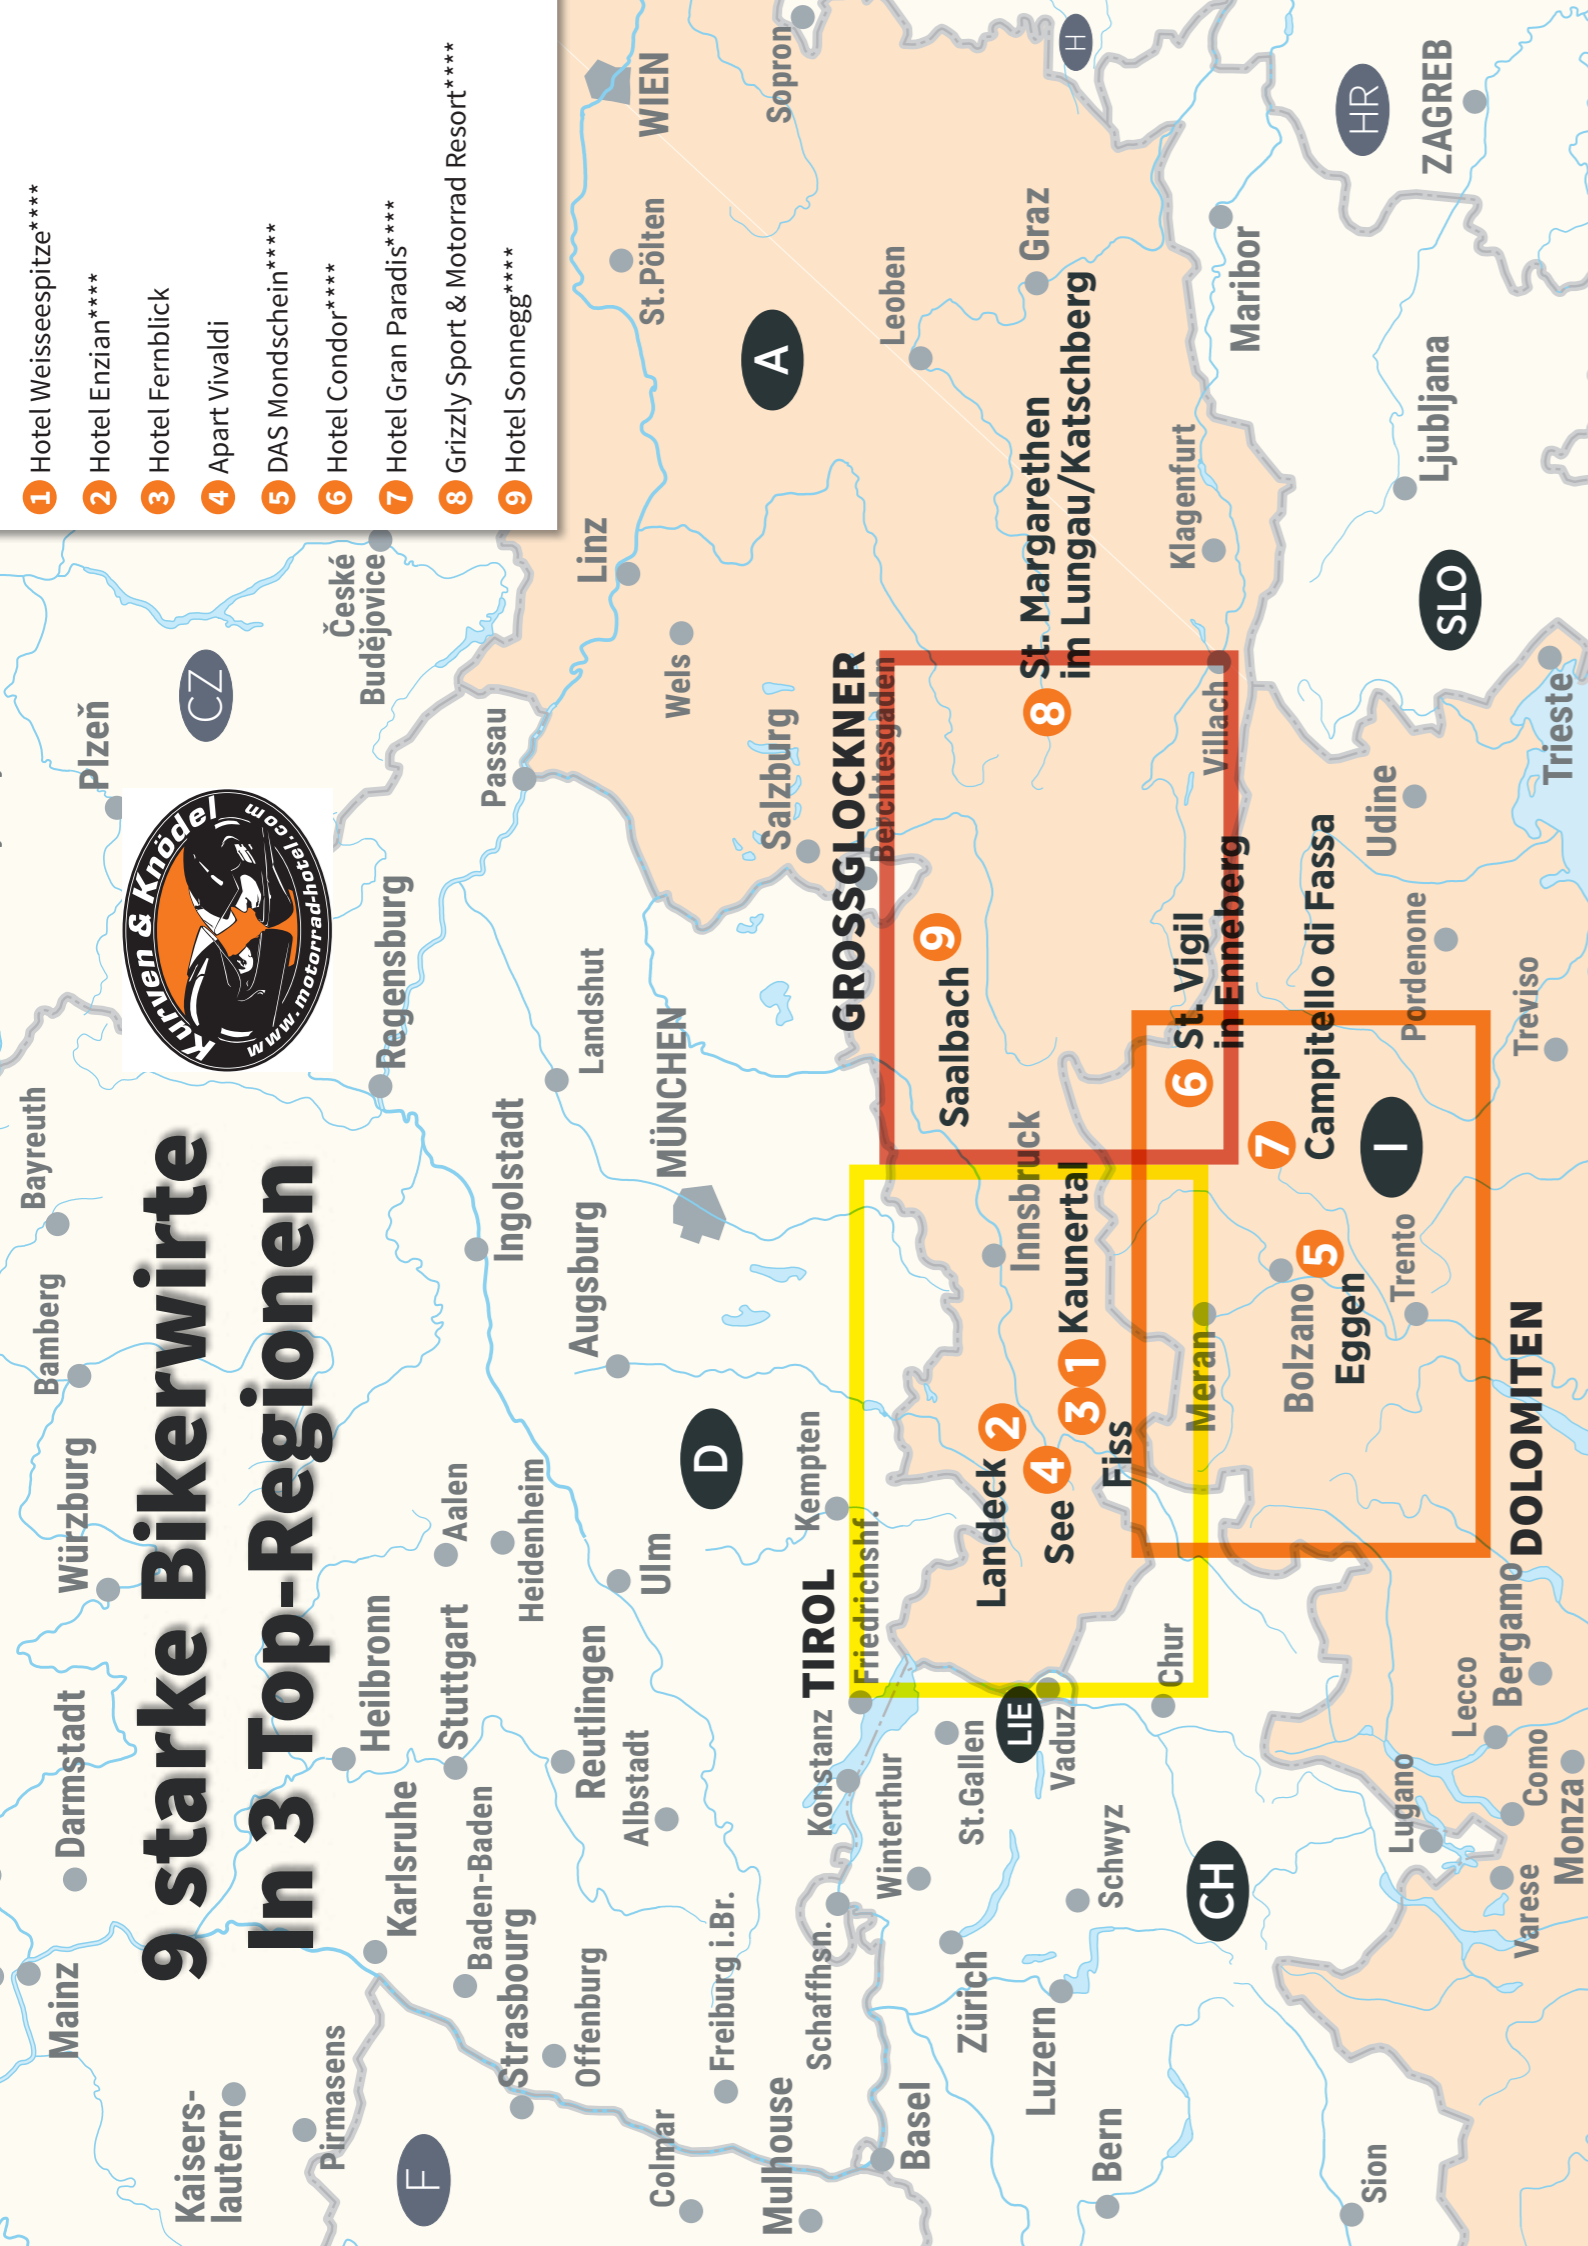 9 starke Bikerwirte
In 3 Top-Regionen
Kurven & Knödel
www.motorrad-hotel.com
1 Hotel Weisseespitze****
2 Hotel Enzian****
3 Hotel Fernblick
4 Apart Vivaldi
5 DAS Mondschein****
6 Hotel Condor****
7 Hotel Gran Paradis****
8 Grizzly Sport & Motorrad Resort****
9 Hotel Sonnegg****
Mainz
Darmstadt
Würzburg
Bamberg
Bayreuth
Plzeň
CZ
České
Budějovice
Kaisers-
lautern
Pirmasens
F
Karlsruhe
Heilbronn
Regensburg
Baden-Baden
Stuttgart
Aalen
Heidenheim
Ingolstadt
Passau
Strasbourg
Offenburg
Reutlingen
Albstadt
Ulm
Augsburg
Landshut
Linz
Wels
St.Pölten
WIEN
Colmar
Freiburg i.Br.
D
MÜNCHEN
Mulhouse
Schaffhsn.
Konstanz
TIROL
Friedrichshf.
Kempten
GROSSGLOCKNER
Salzburg
Berchtesgaden
A
Sopron
Basel
Winterthur
Zürich
St.Gallen
LIE
Vaduz
Landeck
2
See
4
3
1
Kaunertal
Fiss
Innsbruck
Saalbach
9
8
St. Margarethen
im Lungau/Katschberg
Leoben
Graz
H
Luzern
Schwyz
Bern
Chur
CH
Meran
6
St. Vigil
in Enneberg
Villach
Klagenfurt
Maribor
HR
ZAGREB
Sion
Bolzano
5
Eggen
7
Campitello di Fassa
I
Trento
Pordenone
Udine
Treviso
Trieste
SLO
Ljubljana
Lugano
Varese
Como
Lecco
Monza
Bergamo
DOLOMITEN